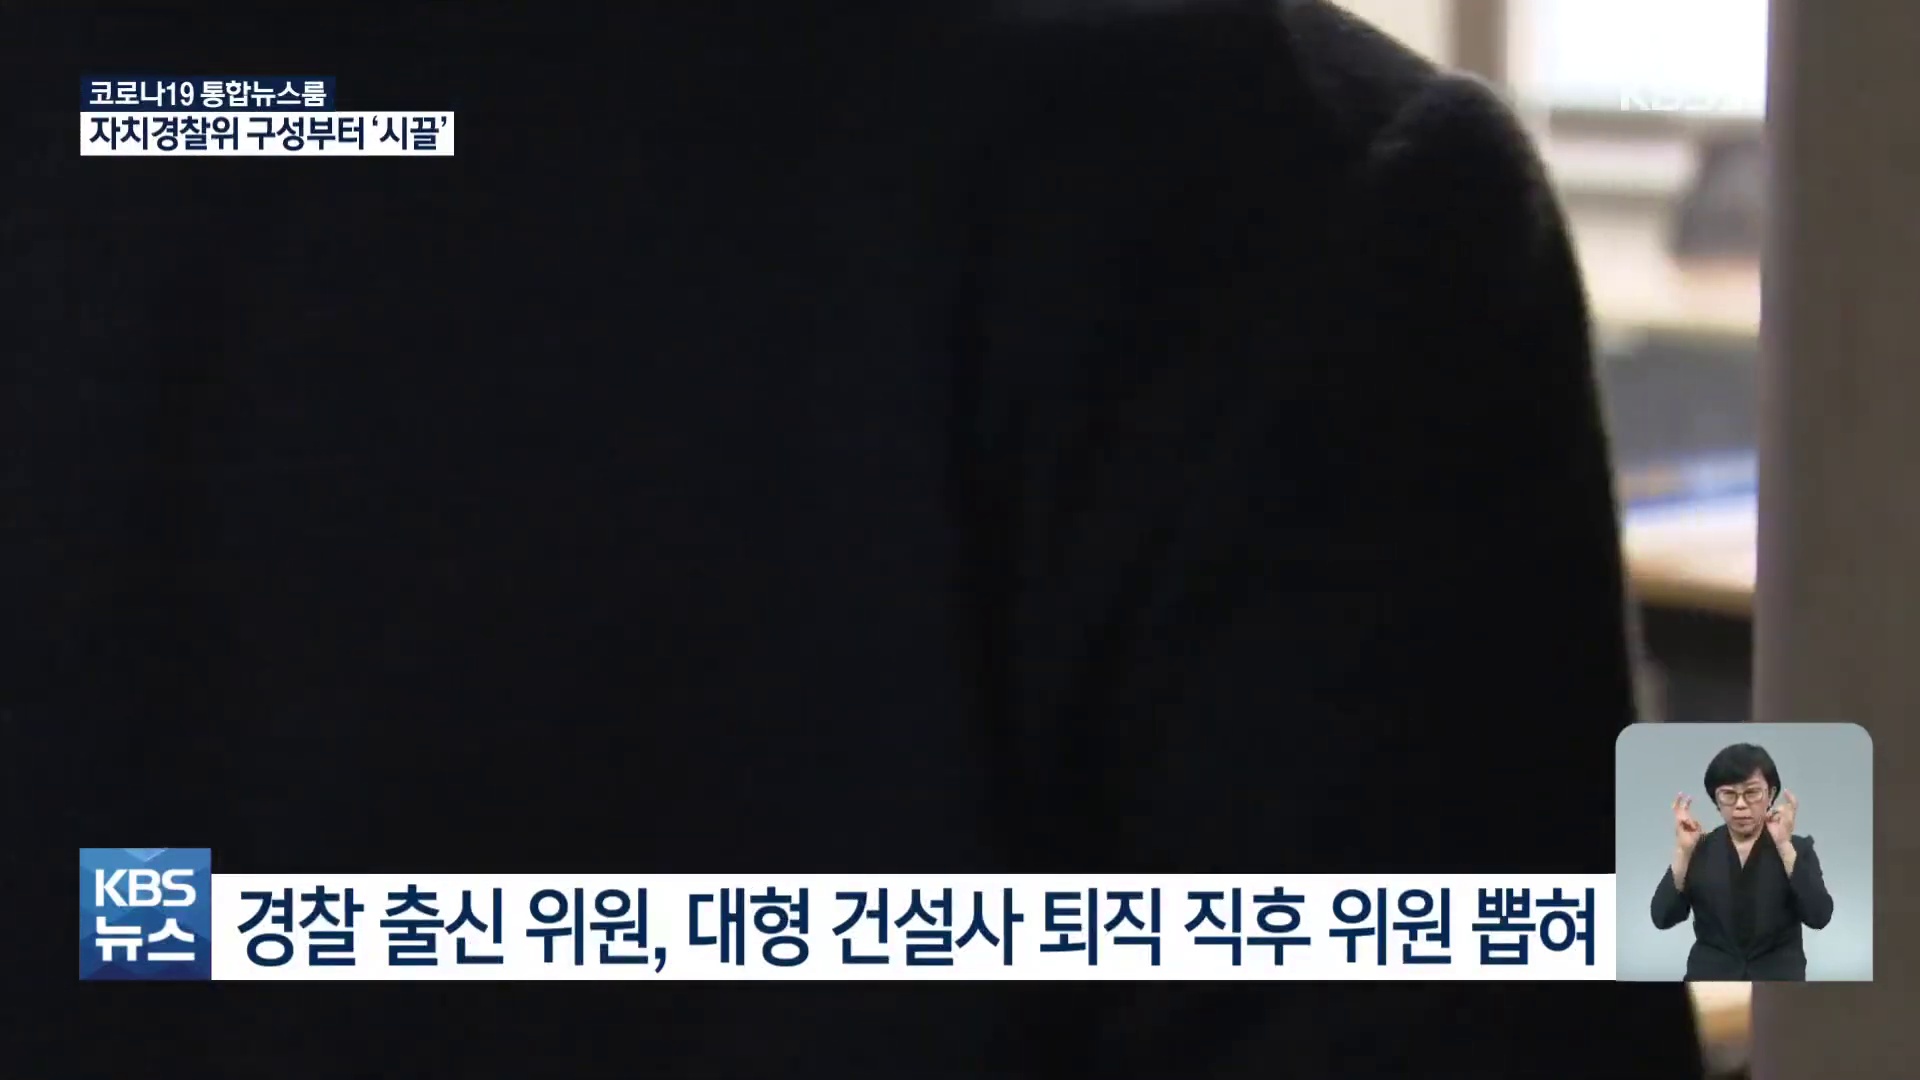 코로나19 통합뉴스룸
자치경찰위 구성부터 ‘시끌’
KBS
뉴스
경찰 출신 위원, 대형 건설사 퇴직 직후 위원 뽑혀